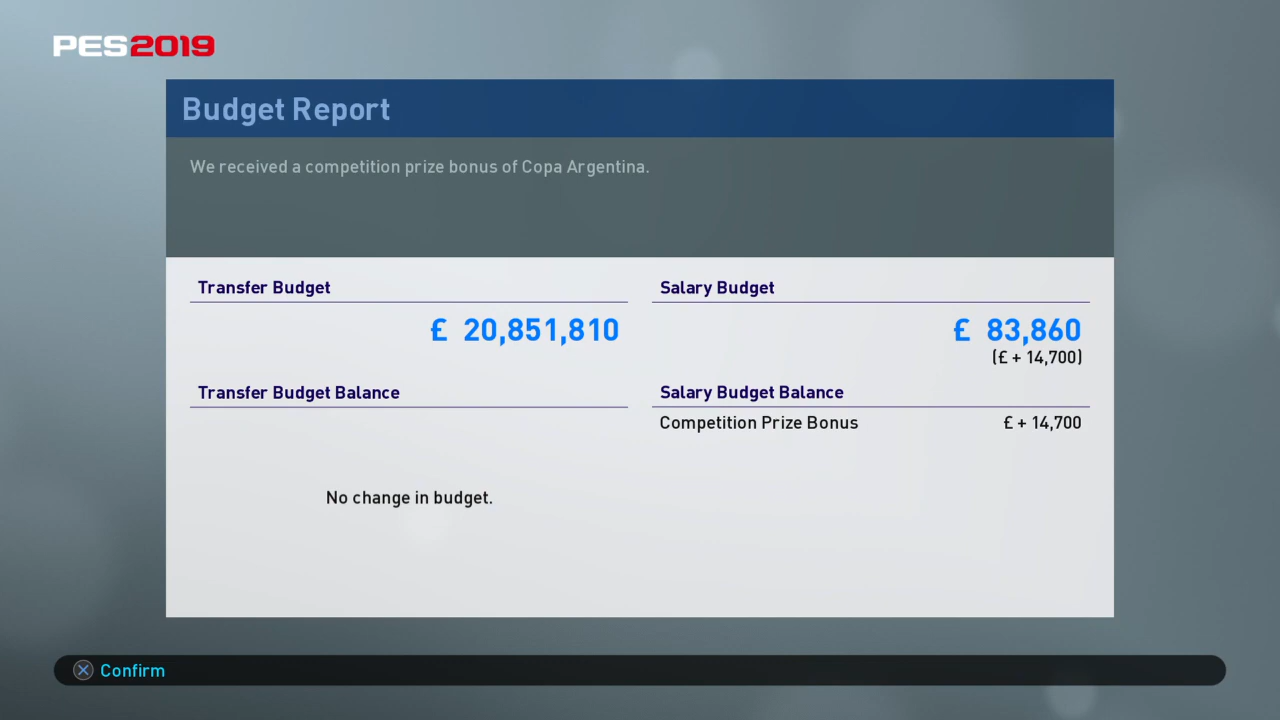 PES2019
Budget Report
We received a competition prize bonus of Copa Argentina.
Transfer Budget
£ 20,851,810
Salary Budget
£ 83,860
(£ + 14,700)
Transfer Budget Balance
No change in budget.
Salary Budget Balance
Competition Prize Bonus £ + 14,700
Confirm